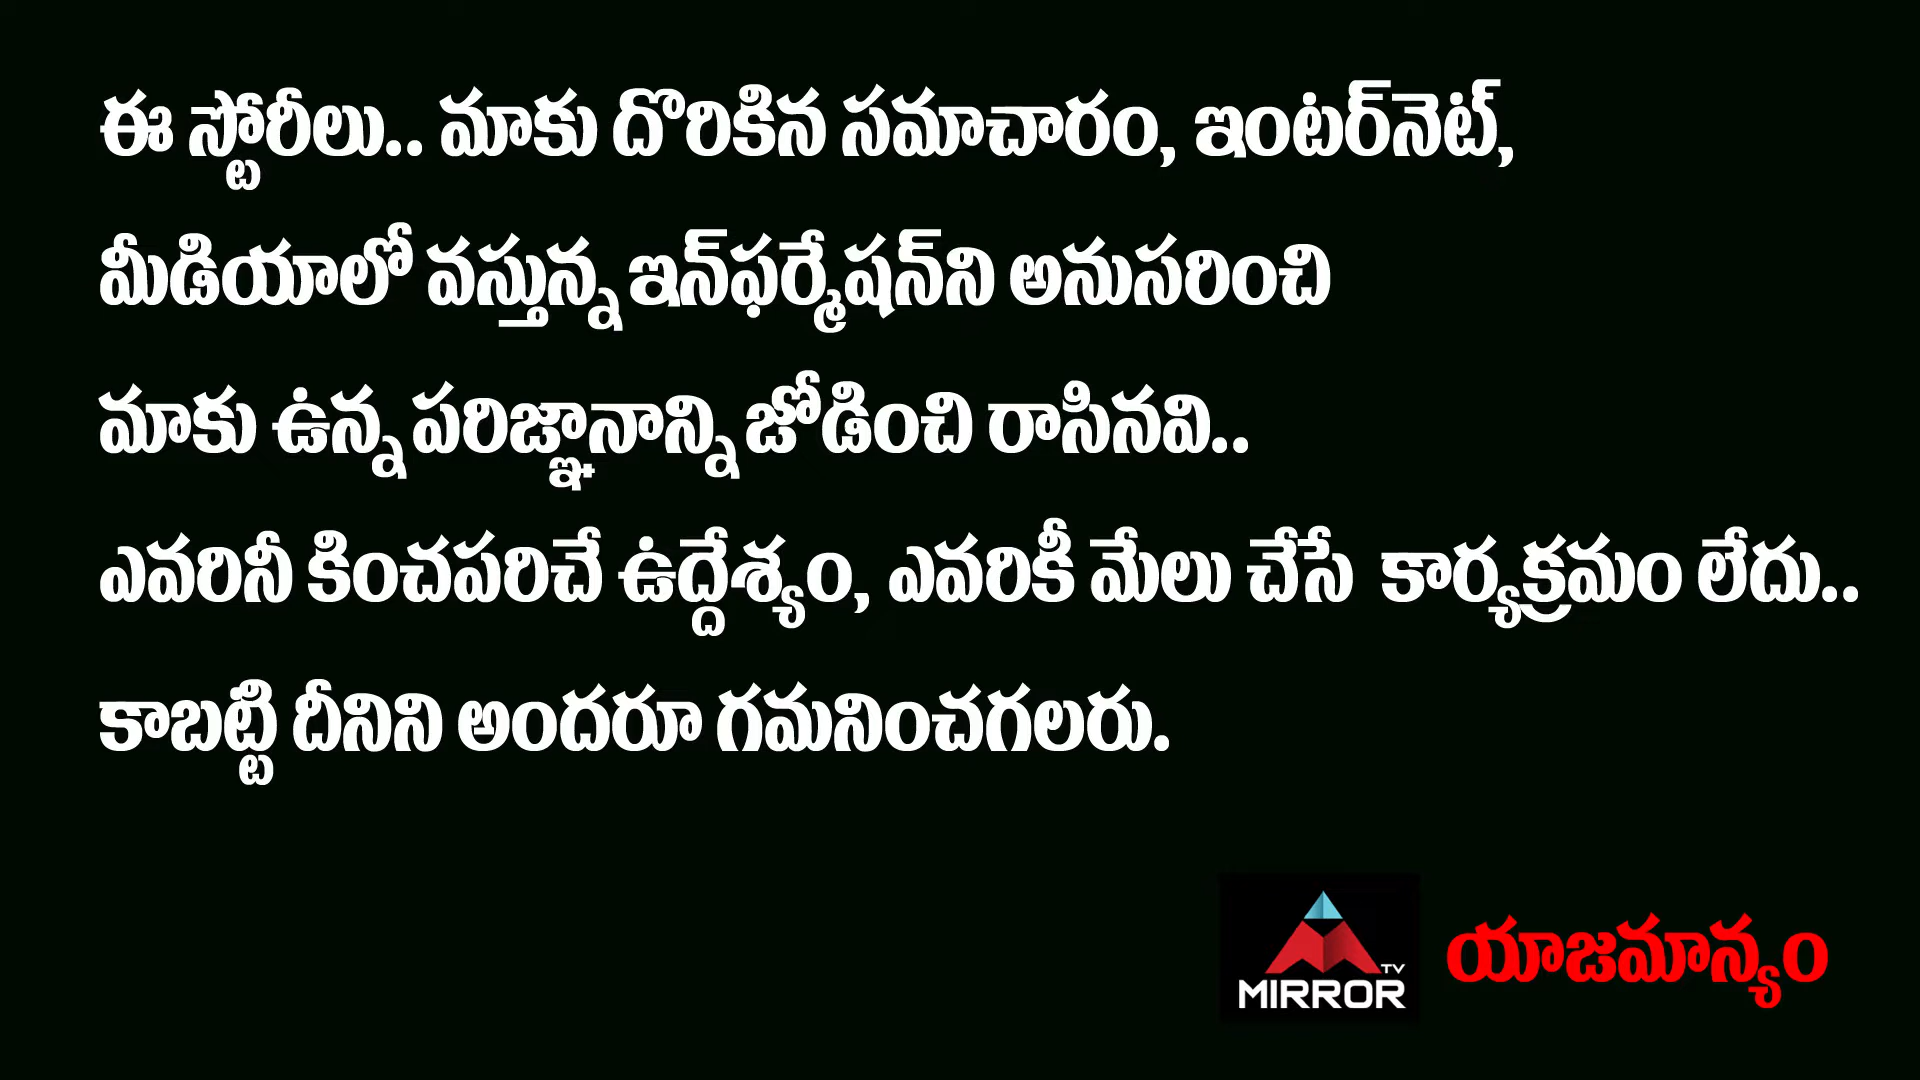 ఈ స్టోరీలు.. మాకు దొరికిన సమాచారం, ఇంటర్‌నెట్,
మీడియాలో వస్తున్న ఇన్‌ఫర్మేషన్‌ని అనుసరించి
మాకు ఉన్న పరిజ్ఞానాన్ని జోడించి రాసినవి..
ఎవరినీ కించపరిచే ఉద్దేశ్యం, ఎవరికీ మేలు చేసే కార్యక్రమం లేదు..
కాబట్టి దీనిని అందరూ గమనించగలరు.
MIRROR TV యాజమాన్యం